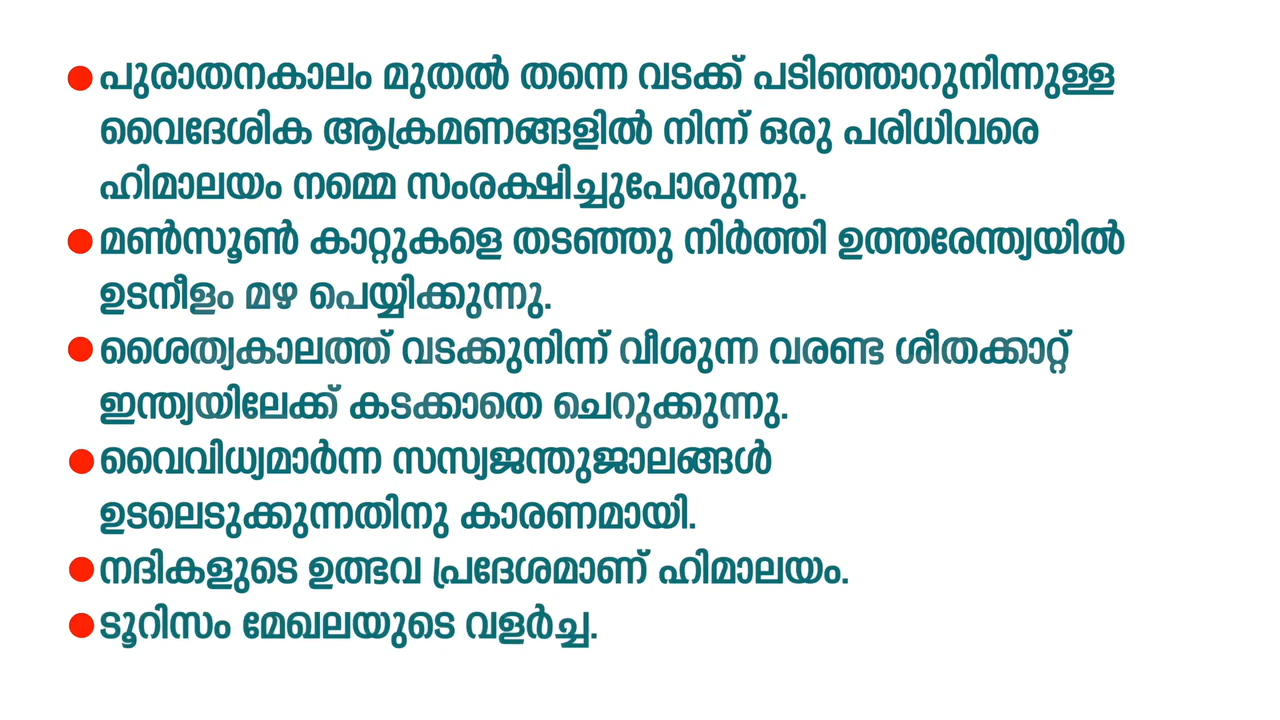 ● പുരാതനകാലം മുതൽ തന്നെ വടക്ക് പടിഞ്ഞാറുനിന്നുള്ള
വൈദേശിക ആക്രമണങ്ങളിൽ നിന്ന് ഒരു പരിധിവരെ
ഹിമാലയം നമ്മെ സംരക്ഷിച്ചുപോരുന്നു.
● മൺസൂൺ കാറ്റുകളെ തടഞ്ഞു നിർത്തി ഉത്തരേന്ത്യയിൽ
ഉടനീളം മഴ പെയ്യിക്കുന്നു.
● ശൈത്യകാലത്ത് വടക്കുനിന്ന് വീശുന്ന വരണ്ട ശീതക്കാറ്റ്
ഇന്ത്യയിലേക്ക് കടക്കാതെ ചെറുക്കുന്നു.
● വൈവിധ്യമാർന്ന സസ്യജന്തുജാലങ്ങൾ
ഉടലെടുക്കുന്നതിനു കാരണമായി.
● നദികളുടെ ഉത്ഭവ പ്രദേശമാണ് ഹിമാലയം.
● ടൂറിസം മേഖലയുടെ വളർച്ച.